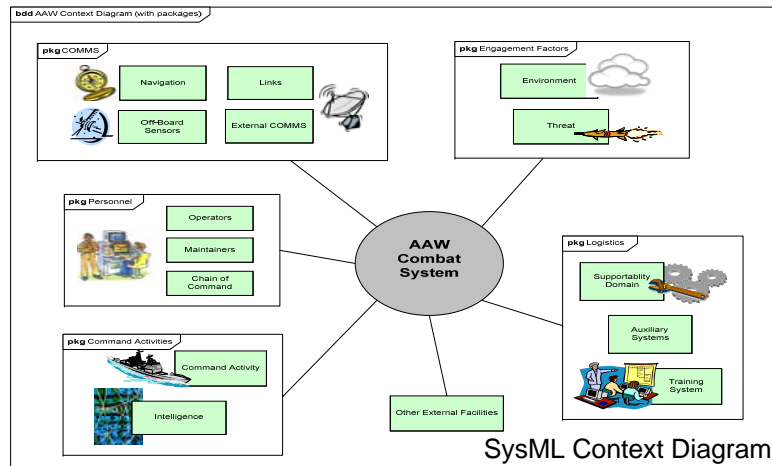 bdd AAW Context Diagram (with packages)
pkg COMMS
Navigation
Links
Off-Board
Sensors
External COMMS
pkg Engagement Factors
Environment
Threat
pkg Personnel
Operators
Maintainers
Chain of
Command
AAW
Combat
System
pkg Logistics
Supportablity
Domain
Auxiliary
Systems
Training
System
pkg Command Activities
Command Activity
Intelligence
Other External Facilities
SysML Context Diagram